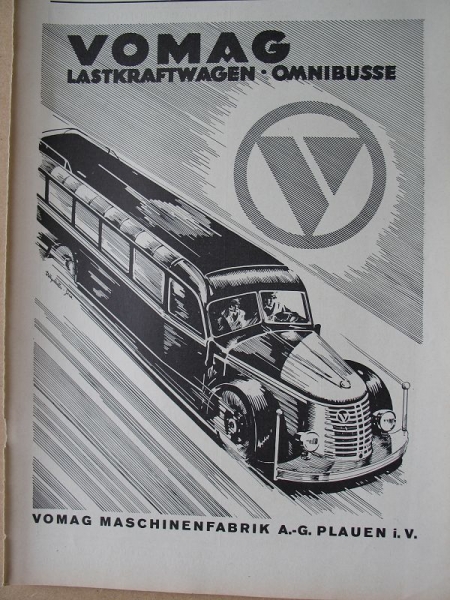 VOMAG
LASTKRAFTWAGEN · OMNIBUSSE
V
VOMAG MASCHINENFABRIK A.-G. PLAUEN i. V.